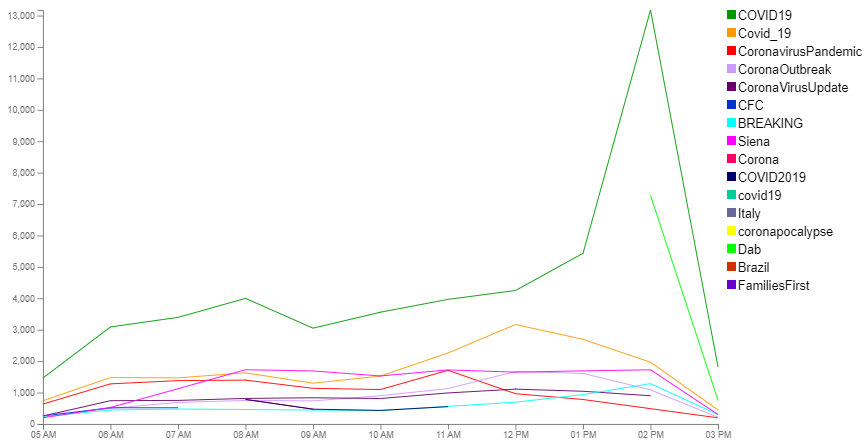 13,000
12,000
11,000
10,000
9,000
8,000
7,000
6,000
5,000
4,000
3,000
2,000
1,000
0
05 AM 06 AM 07 AM 08 AM 09 AM 10 AM 11 AM 12 PM 01 PM 02 PM 03 PM
COVID19
Covid_19
CoronavirusPandemic
CoronaOutbreak
CoronaVirusUpdate
CFC
BREAKING
Siena
Corona
COVID2019
covid19
Italy
coronapocalypse
Dab
Brazil
FamiliesFirst